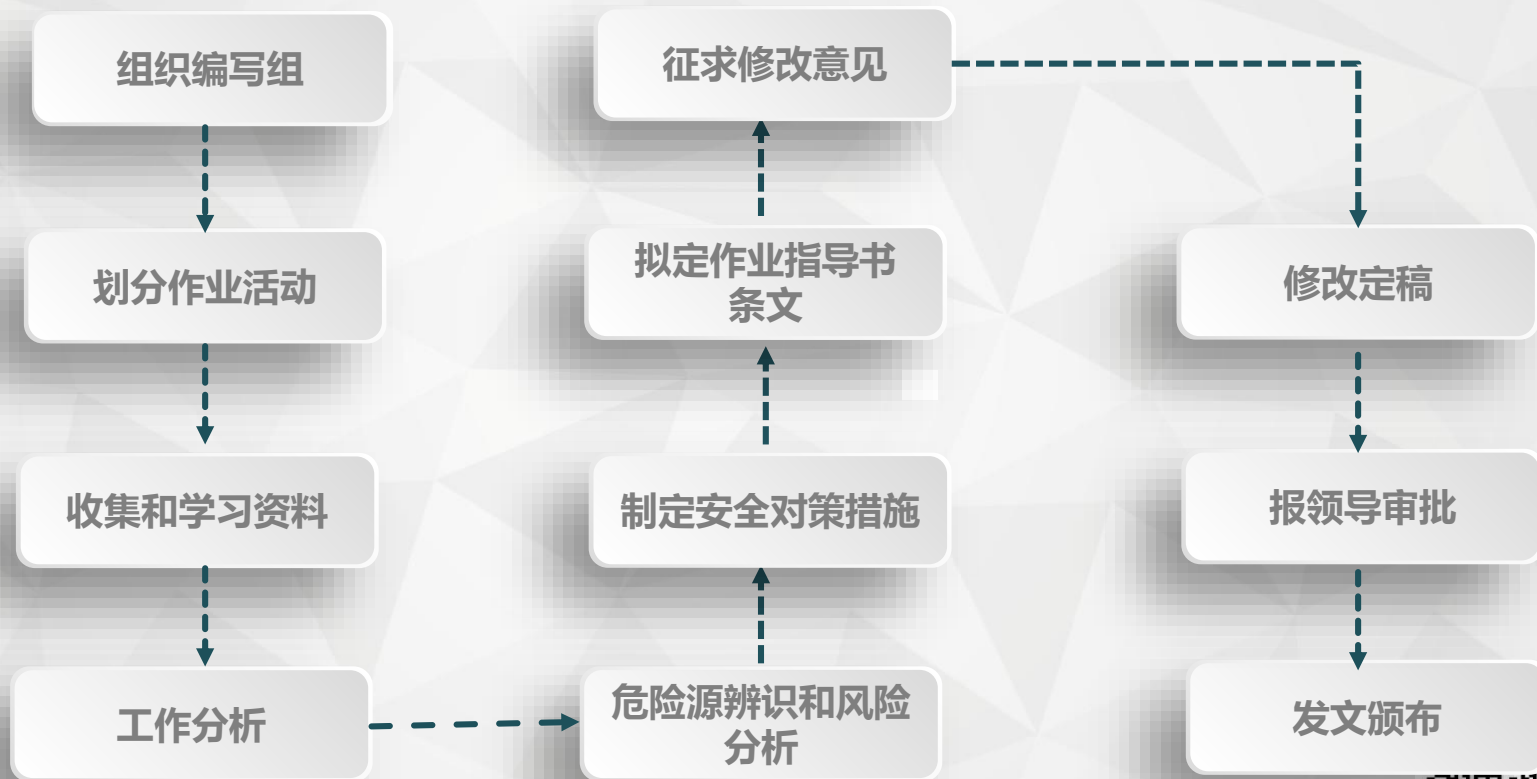 组织编写组
划分作业活动
收集和学习资料
工作分析
危险源辨识和风险
分析
制定安全对策措施
拟定作业指导书
条文
征求修改意见
修改定稿
报领导审批
发文颁布